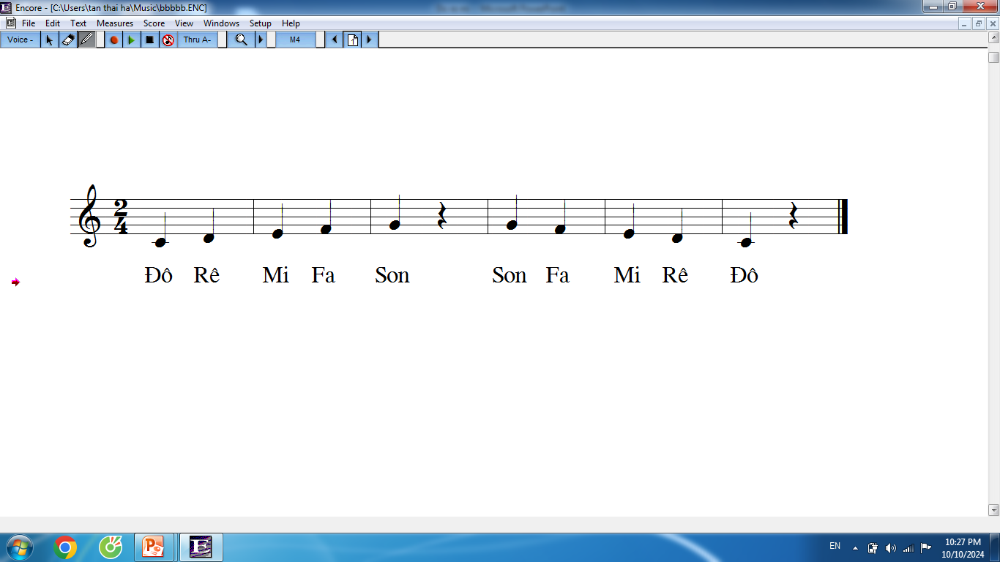 Encore - [C:\Users\tan thai ha\Music\bbbbb.ENC]
File Edit Text Measures Score View Windows Setup Help
Voice - Thru A- M4 1
2
4
Đô Rê Mi Fa Son Son Fa Mi Rê Đô
EN 10:27 PM
10/10/2024